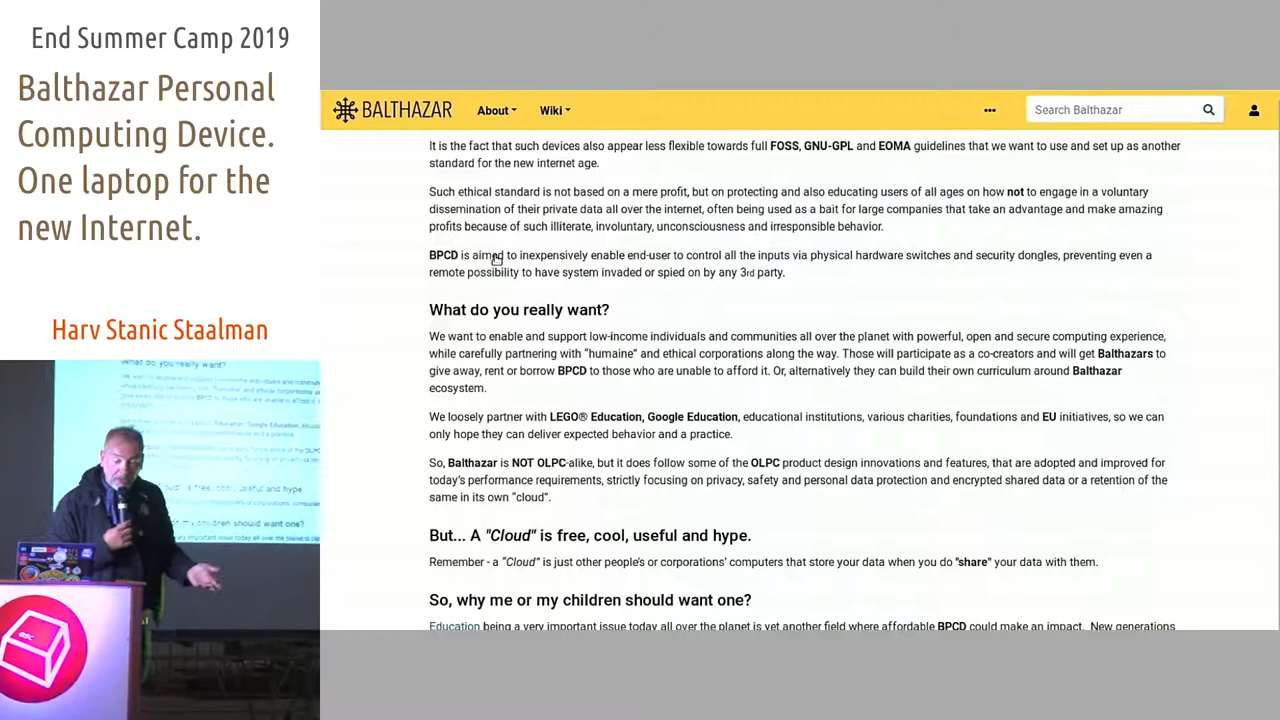 End Summer Camp 2019
Balthazar Personal
Computing Device.
One laptop for the
new Internet.
Harv Stanic Staalman
BALTHAZAR
About
Wiki
Search Balthazar
It is the fact that such devices also appear less flexible towards full FOSS, GNU-GPL and EOMA guidelines that we want to use and set up as another
standard for the new internet age.
Such ethical standard is not based on a mere profit, but on protecting and also educating users of all ages on how not to engage in a voluntary
dissemination of their private data all over the internet, often being used as a bait for large companies that take an advantage and make amazing
profits because of such illiterate, involuntary, unconsciousness and irresponsible behavior.
BPCD is aimed to inexpensively enable end-user to control all the inputs via physical hardware switches and security dongles, preventing even a
remote possibility to have system invaded or spied on by any 3rd party.
What do you really want?
We want to enable and support low-income individuals and communities all over the planet with powerful, open and secure computing experience,
while carefully partnering with “humaine” and ethical corporations along the way. Those will participate as a co-creators and will get Balthazars to
give away, rent or borrow BPCD to those who are unable to afford it. Or, alternatively they can build their own curriculum around Balthazar
ecosystem.
We loosely partner with LEGO® Education, Google Education, educational institutions, various charities, foundations and EU initiatives, so we can
only hope they can deliver expected behavior and a practice.
So, Balthazar is NOT OLPC-alike, but it does follow some of the OLPC product design innovations and features, that are adopted and improved for
today's performance requirements, strictly focusing on privacy, safety and personal data protection and encrypted shared data or a retention of the
same in its own “cloud”.
But... A "Cloud" is free, cool, useful and hype.
Remember - a “Cloud” is just other people's or corporations' computers that store your data when you do "share" your data with them.
So, why me or my children should want one?
Education being a very important issue today all over the planet is yet another field where affordable BPCD could make an impact. New generations
What do you really want?
esc